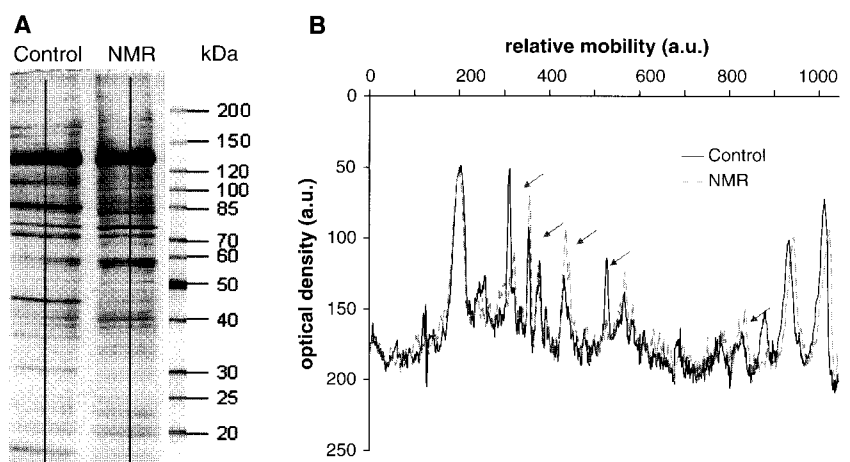 A
Control NMR kDa
200
150
120
100
85
70
60
50
40
30
25
20
B
relative mobility (a.u.)
0 200 400 600 800 1000
optical density (a.u.)
0
50
100
150
200
250
Control
NMR